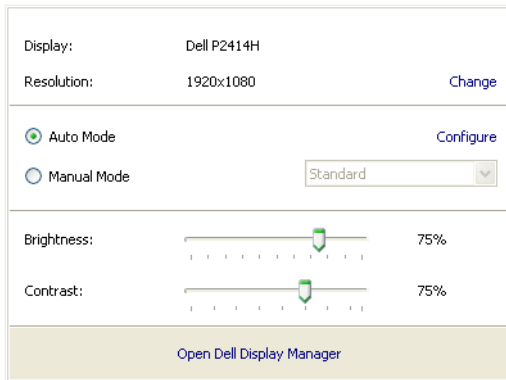 Display: Dell P2414H
Resolution: 1920x1080 Change
Auto Mode Configure
Manual Mode Standard
Brightness: 75%
Contrast: 75%
Open Dell Display Manager